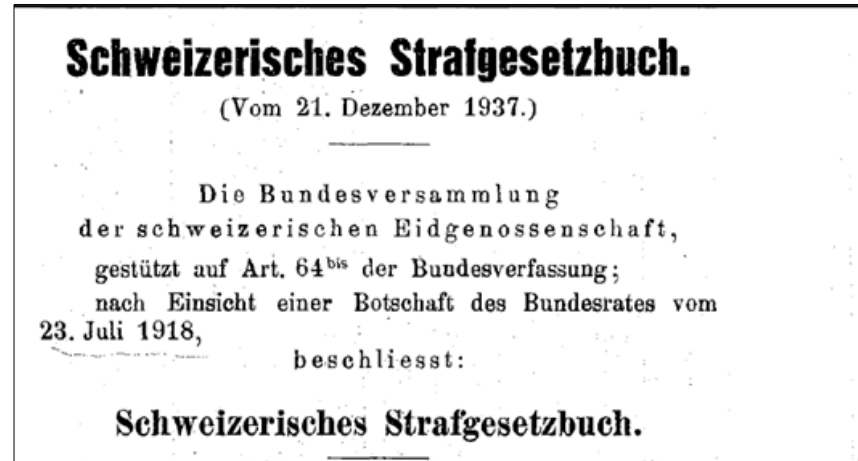 Schweizerisches Strafgesetzbuch.
(Vom 21. Dezember 1937.)
Die Bundesversammlung
der schweizerischen Eidgenossenschaft,
gestützt auf Art. 64bis der Bundesverfassung;
nach Einsicht einer Botschaft des Bundesrates vom
23. Juli 1918,
beschliesst:
Schweizerisches Strafgesetzbuch.